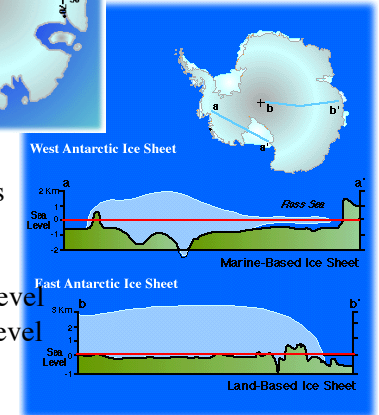 a
b
b'
a'
West Antarctic Ice Sheet
s
a
a'
2 Km
1
Sea Level
0
-1
-2
Ross Sea
Marine-Based Ice Sheet
East Antarctic Ice Sheet
evel
evel
b
b'
3 Km
2
1
Sea Level
0
-1
Land-Based Ice Sheet